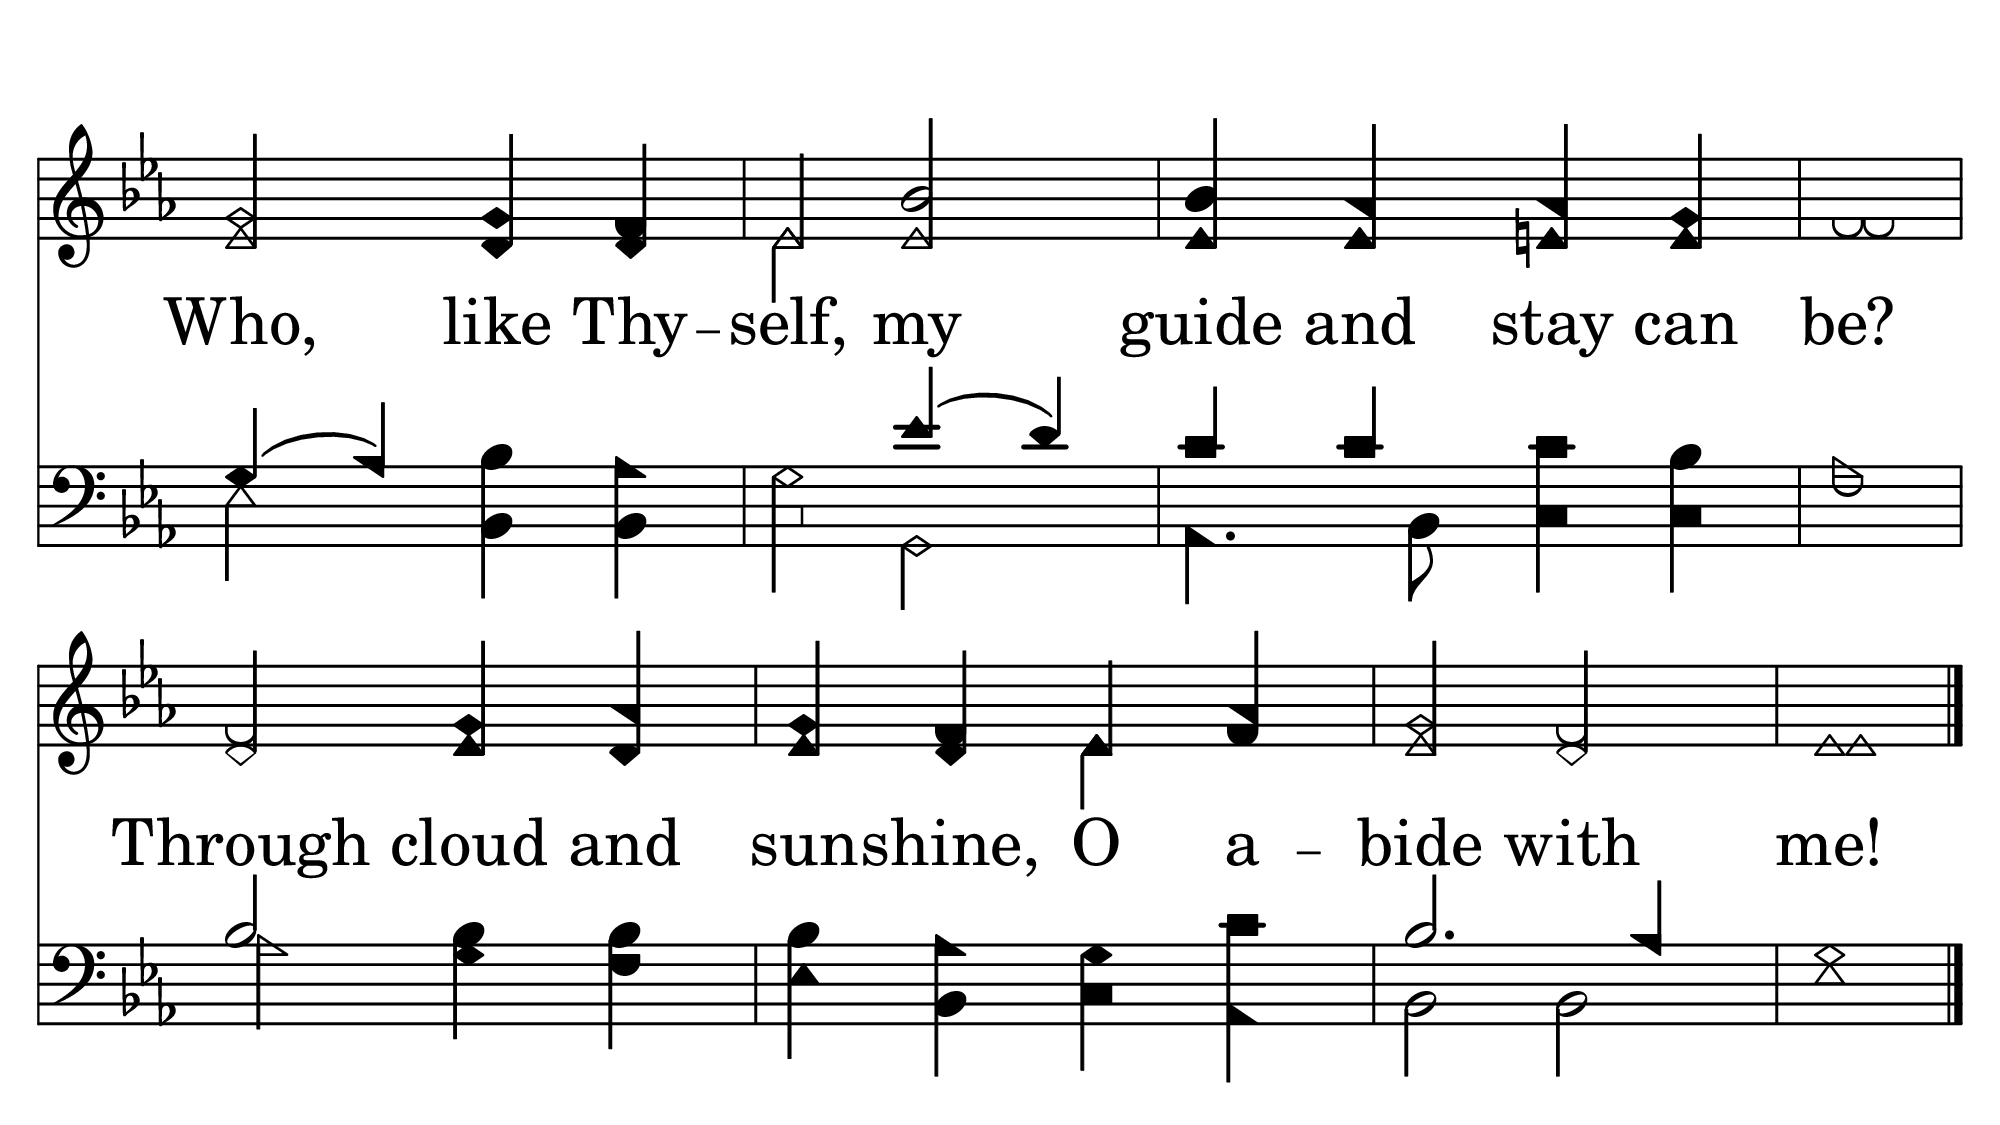 Who, like Thy – self, my guide and stay can be?
Through cloud and sunshine, O a – bide with me!